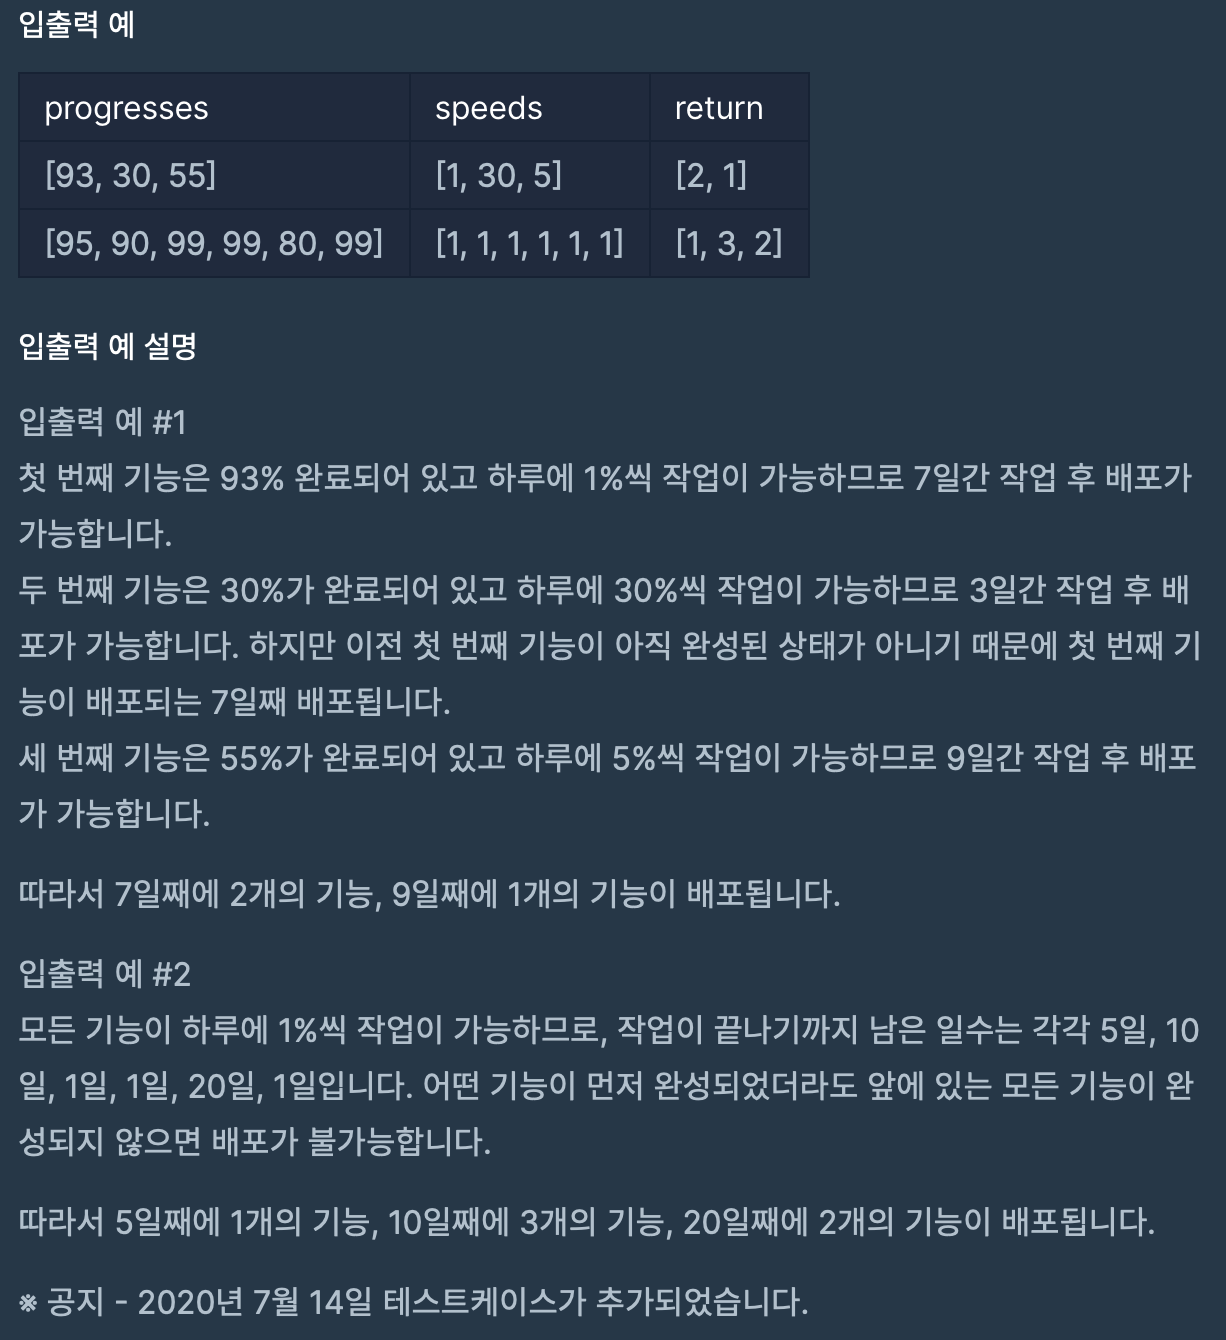 입출력 예
progresses speeds return
[93, 30, 55] [1, 30, 5] [2, 1]
[95, 90, 99, 99, 80, 99] [1, 1, 1, 1, 1, 1] [1, 3, 2]
입출력 예 설명
입출력 예 #1
첫 번째 기능은 93% 완료되어 있고 하루에 1%씩 작업이 가능하므로 7일간 작업 후 배포가
가능합니다.
두 번째 기능은 30%가 완료되어 있고 하루에 30%씩 작업이 가능하므로 3일간 작업 후 배
포가 가능합니다. 하지만 이전 첫 번째 기능이 아직 완성된 상태가 아니기 때문에 첫 번째 기
능이 배포되는 7일째 배포됩니다.
세 번째 기능은 55%가 완료되어 있고 하루에 5%씩 작업이 가능하므로 9일간 작업 후 배포
가 가능합니다.
따라서 7일째에 2개의 기능, 9일째에 1개의 기능이 배포됩니다.
입출력 예 #2
모든 기능이 하루에 1%씩 작업이 가능하므로, 작업이 끝나기까지 남은 일수는 각각 5일, 10
일, 1일, 1일, 20일, 1일입니다. 어떤 기능이 먼저 완성되었더라도 앞에 있는 모든 기능이 완
성되지 않으면 배포가 불가능합니다.
따라서 5일째에 1개의 기능, 10일째에 3개의 기능, 20일째에 2개의 기능이 배포됩니다.
※ 공지 - 2020년 7월 14일 테스트케이스가 추가되었습니다.